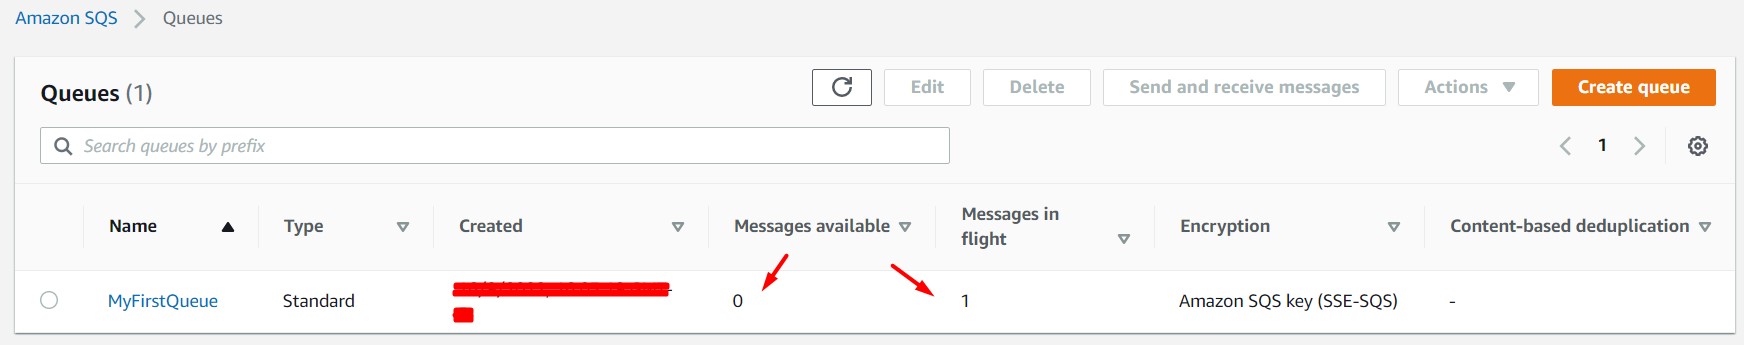 Amazon SQS > Queues
Queues (1)
Edit
Delete
Send and receive messages
Actions
Create queue
Search queues by prefix
1
Name
Type
Created
Messages available
Messages in
flight
Encryption
Content-based deduplication
MyFirstQueue
Standard
0
1
Amazon SQS key (SSE-SQS)
-